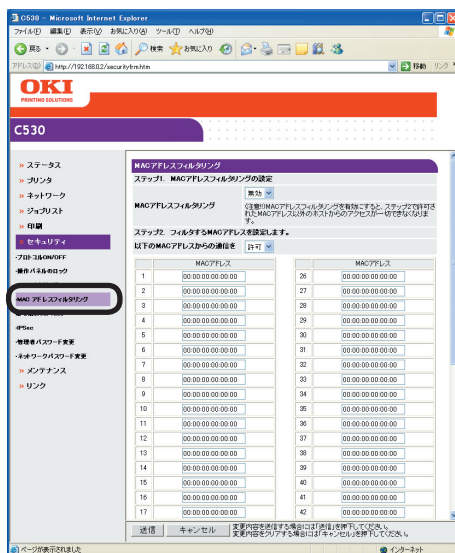 C530 - Microsoft Internet Explorer
ファイル(F) 編集(E) 表示(V) お気に入り(A) ツール(T) ヘルプ(H)
戻る 検索 お気に入り
アドレス(D) http://192.168.0.2/securityfrm.htm 移動 リンク
OKI
PRINTING SOLUTIONS
C530
» ステータス
» プリンタ
» ネットワーク
» ジョブリスト
» 印刷
» セキュリティ
・プロトコルON/OFF
・操作パネルのロック
・MAC アドレスフィルタリング
・IPSec
・管理者パスワード変更
・ネットワークパスワード変更
» メンテナンス
» リンク
MACアドレスフィルタリング
ステップ1. MACアドレスフィルタリングの設定
MACアドレスフィルタリング
無効
(注意!)MACアドレスフィルタリングを有効にすると、ステップ2で許可されたMACアドレス以外のホストからのアクセスが一切できなくなります。
ステップ2. フィルタするMACアドレスを設定します。
以下のMACアドレスからの通信を 許可
MACアドレス MACアドレス
1 00:00:00:00:00:00 26 00:00:00:00:00:00
2 00:00:00:00:00:00 27 00:00:00:00:00:00
3 00:00:00:00:00:00 28 00:00:00:00:00:00
4 00:00:00:00:00:00 29 00:00:00:00:00:00
5 00:00:00:00:00:00 30 00:00:00:00:00:00
6 00:00:00:00:00:00 31 00:00:00:00:00:00
7 00:00:00:00:00:00 32 00:00:00:00:00:00
8 00:00:00:00:00:00 33 00:00:00:00:00:00
9 00:00:00:00:00:00 34 00:00:00:00:00:00
10 00:00:00:00:00:00 35 00:00:00:00:00:00
11 00:00:00:00:00:00 36 00:00:00:00:00:00
12 00:00:00:00:00:00 37 00:00:00:00:00:00
13 00:00:00:00:00:00 38 00:00:00:00:00:00
14 00:00:00:00:00:00 39 00:00:00:00:00:00
15 00:00:00:00:00:00 40 00:00:00:00:00:00
16 00:00:00:00:00:00 41 00:00:00:00:00:00
17 00:00:00:00:00:00 42 00:00:00:00:00:00
送信 キャンセル 変更内容を送信する場合には「送信」を押下してください。
変更内容をクリアする場合には「キャンセル」を押下してください。
ページが表示されました インターネット